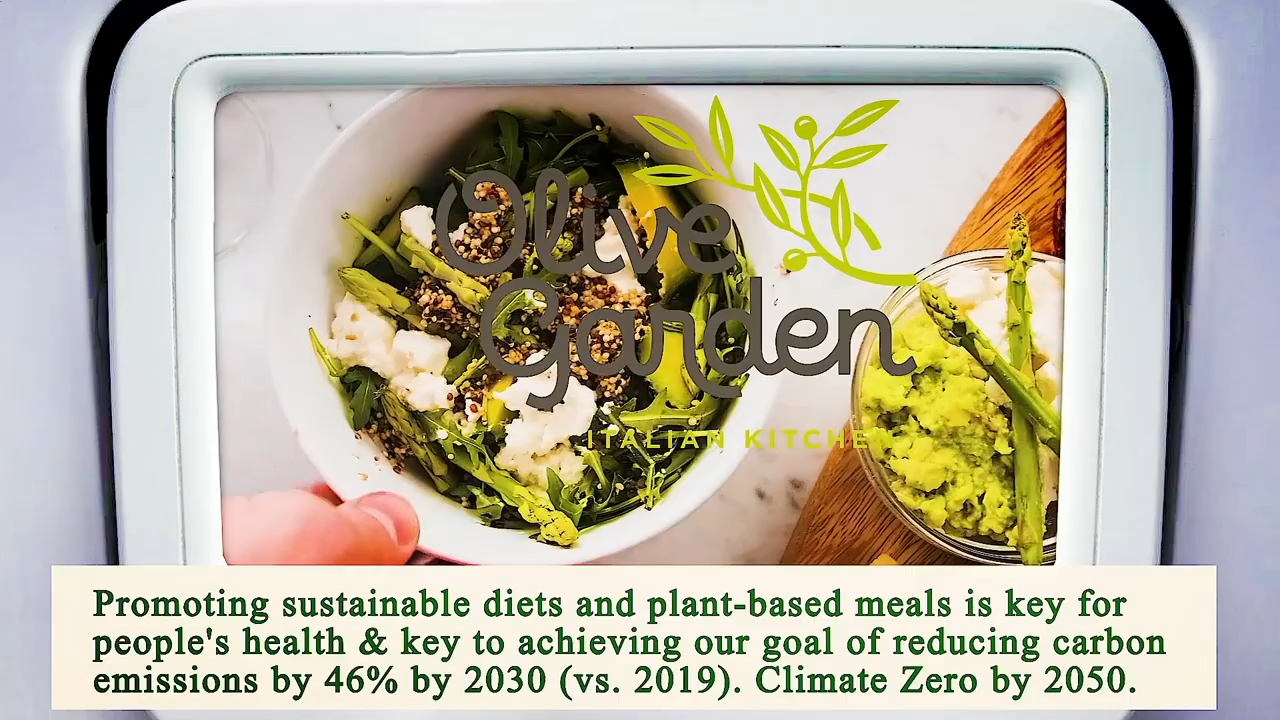 Olive
Garden
ITALIAN KITCHEN
Promoting sustainable diets and plant-based meals is key for
people's health & key to achieving our goal of reducing carbon
emissions by 46% by 2030 (vs. 2019). Climate Zero by 2050.